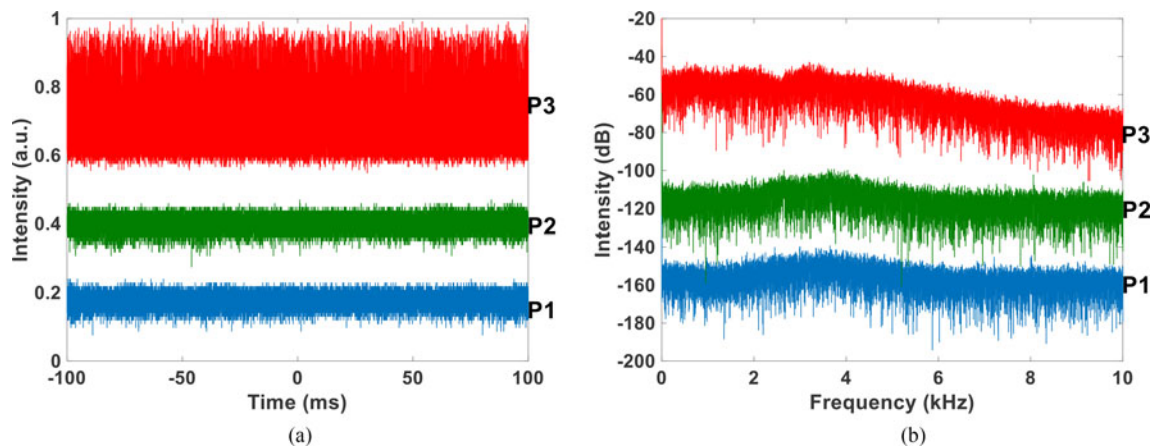 1
0.8
0.6
0.4
0.2
0
Intensity (a.u.)
-100
-50
0
50
100
Time (ms)
P3
P2
P1
(a)
-20
-40
-60
-80
-100
-120
-140
-160
-180
-200
Intensity (dB)
0
2
4
6
8
10
Frequency (kHz)
P3
P2
P1
(b)